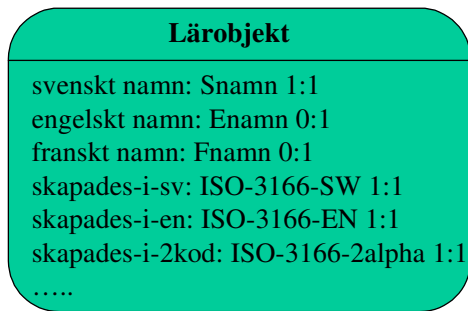 Lärobjekt
svenskt namn: Snamn 1:1
engelskt namn: Enamn 0:1
franskt namn: Fnamn 0:1
skapades-i-sv: ISO-3166-SW 1:1
skapades-i-en: ISO-3166-EN 1:1
skapades-i-2kod: ISO-3166-2alpha 1:1
…..